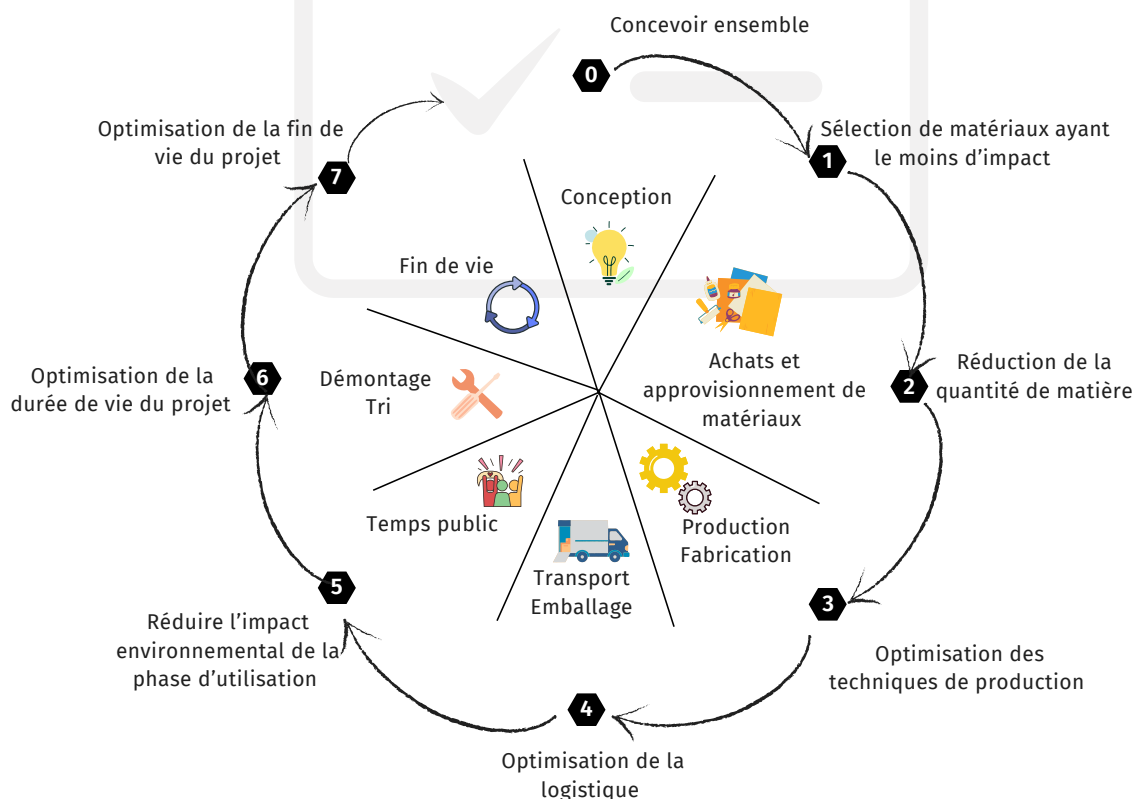 Concevoir ensemble
0
Sélection de matériaux ayant
le moins d’impact
1
Réduction de la
quantité de matière
2
3
Optimisation des
techniques de production
4
Optimisation de la
logistique
5
Réduire l’impact
environnemental de la
phase d’utilisation
6
Optimisation de la
durée de vie du projet
7
Optimisation de la fin de
vie du projet
Conception
Achats et
approvisionnement de
matériaux
Production
Fabrication
Transport
Emballage
Temps public
Démontage
Tri
Fin de vie